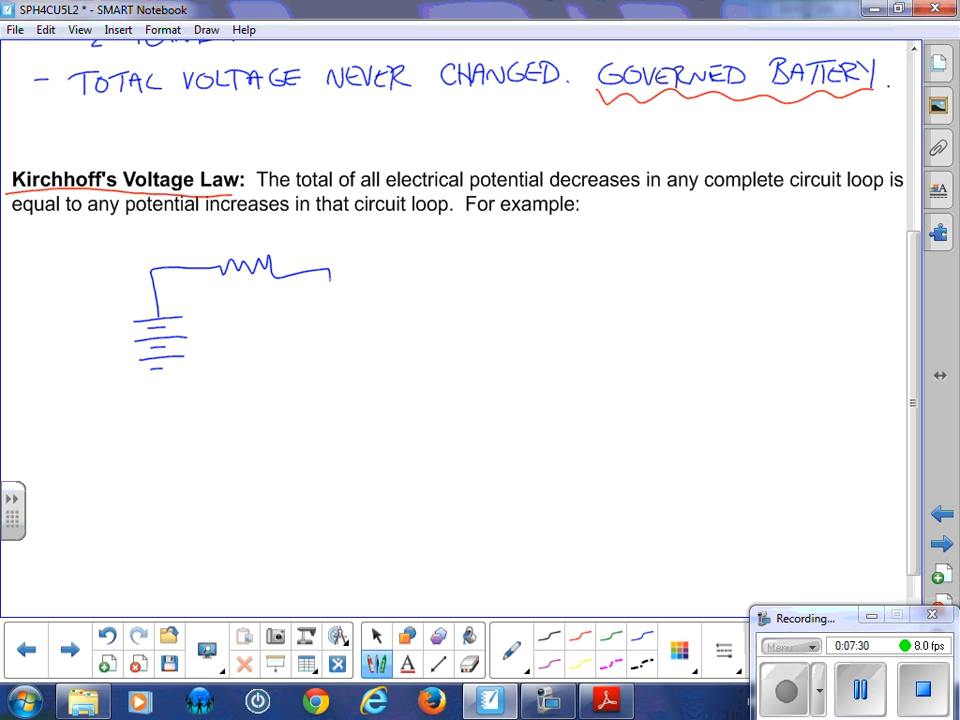 SPH4CU5L2 * - SMART Notebook
File Edit View Insert Format Draw Help
- TOTAL VOLTAGE NEVER CHANGED. GOVERNED BATTERY.
Kirchhoff's Voltage Law: The total of all electrical potential decreases in any complete circuit loop is
equal to any potential increases in that circuit loop. For example:
Recording...
Menu 0:07:30 8.0 fps